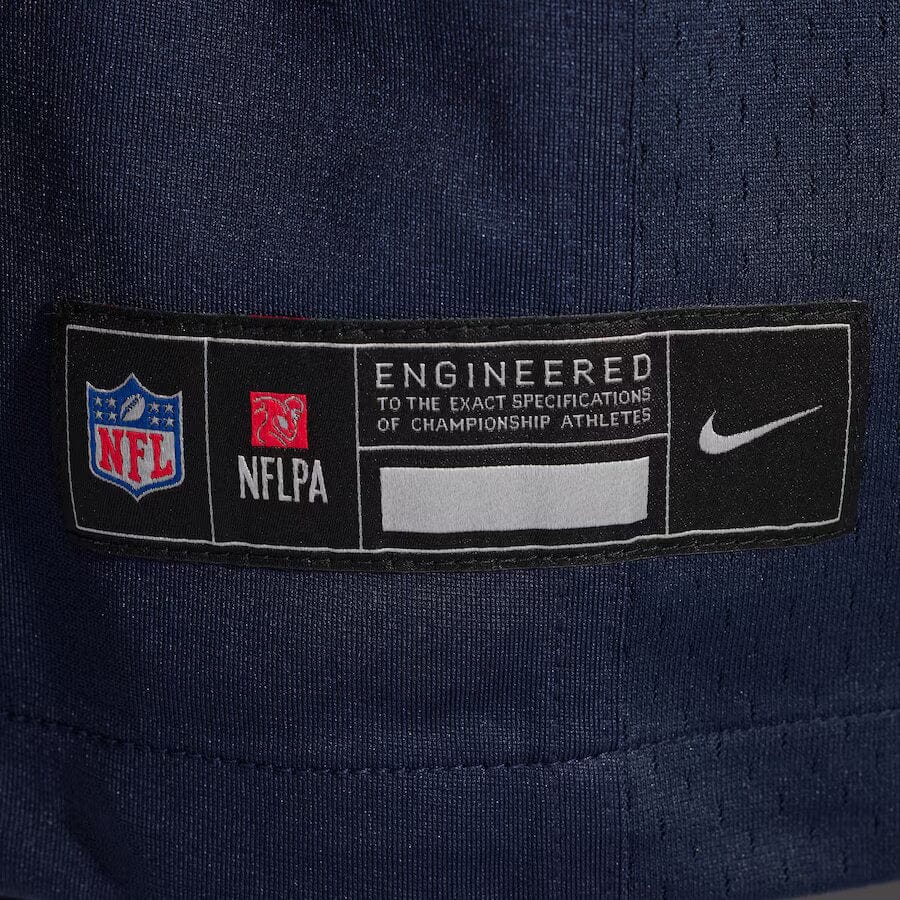 NFL
NFLPA
ENGINEERED
TO THE EXACT SPECIFICATIONS
OF CHAMPIONSHIP ATHLETES